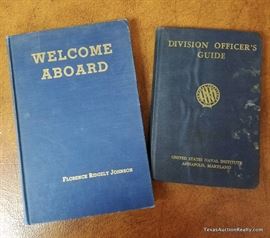 WELCOME
ABOARD
FLORENCE RIDGELY JOHNSON
DIVISION OFFICER'S
GUIDE
UNITED STATES NAVAL INSTITUTE
ANNAPOLIS, MARYLAND
TexasAuctionRealty.com